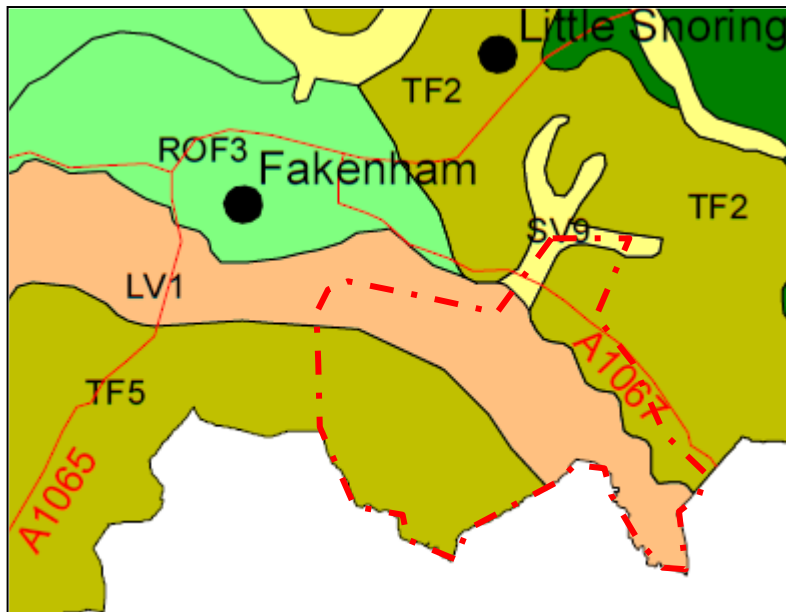 Little Snoring
TF2
ROF3
Fakenham
TF2
SV9
LV1
A1067
TF5
A1065